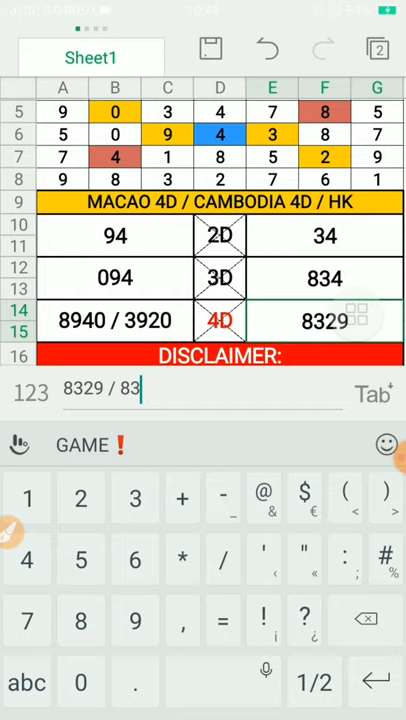 Sheet1
2
A B C D E F G
5 9 0 3 4 7 8 5
6 5 0 9 4 3 8 7
7 7 4 1 8 5 2 9
8 9 8 3 2 7 6 1
9 MACAO 4D / CAMBODIA 4D / HK
10
11
94 2D 34
12
13
094 3D 834
14
15
8940 / 3920 4D 8329
16 DISCLAIMER:
123 8329 / 83 Tab
GAME❗
1 2 3 + - _ @ & $ € ( < ) >
4 5 6 * / ' ‹ " « : ; # %
7 8 9 , = ! ¡ ? ¿
abc 0 . 1/2